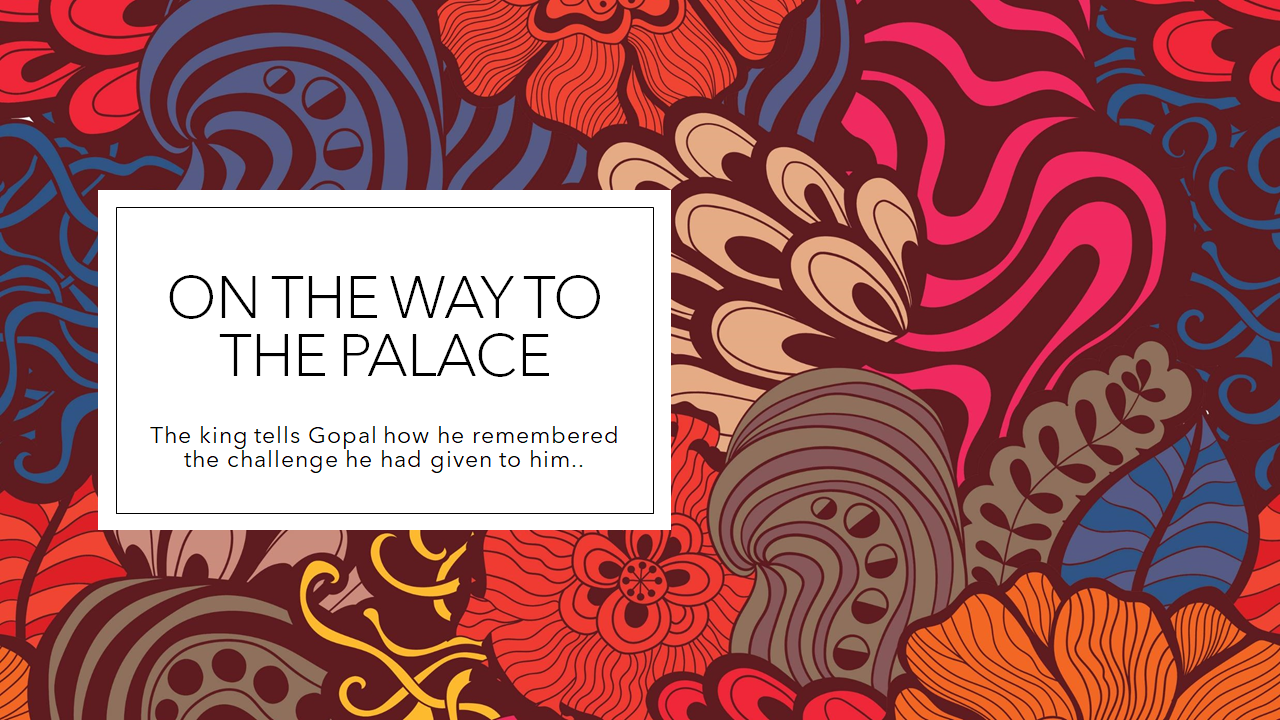 ON THE WAY TO
THE PALACE
The king tells Gopal how he remembered
the challenge he had given to him..